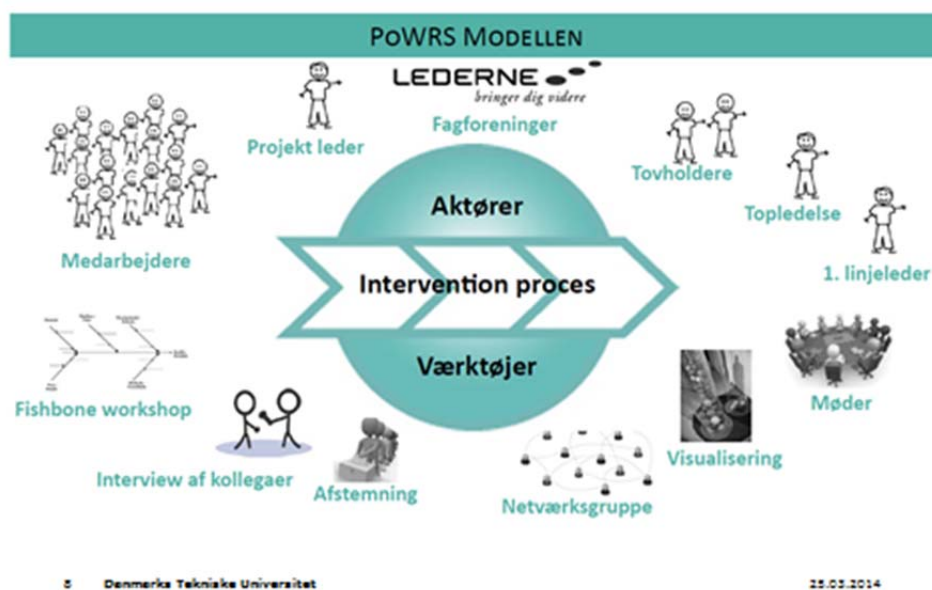 PoWRS Modellen
LEDERNE
bringer dig videre
Fagforeninger
Projekt leder
Tovholdere
Topledelse
1. linjeleder
Medarbejdere
Aktører
Intervention proces
Værktøjer
Fishbone workshop
Interview af kollegaer
Afstemning
Netværksgruppe
Visualisering
Møder
8 Danmarks Tekniske Universitet
25.03.2014